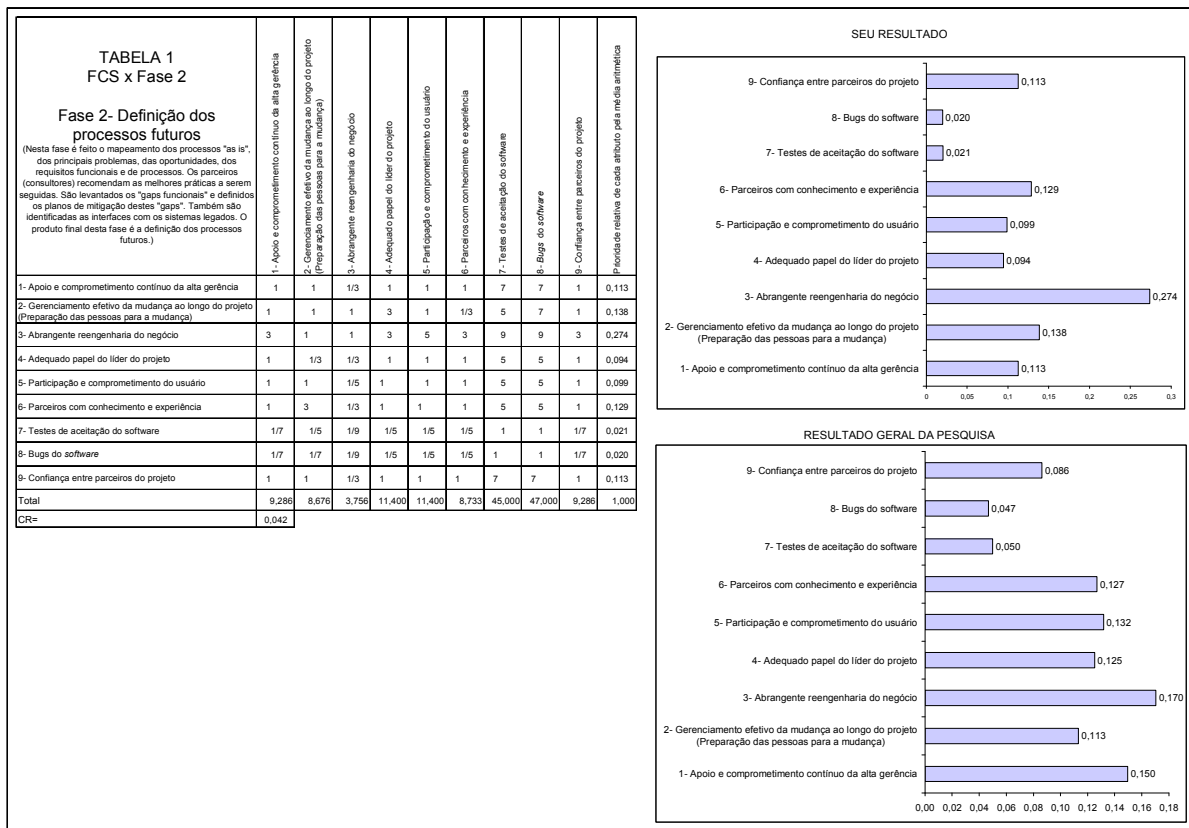 TABELA 1
FCS x Fase 2
Fase 2- Definição dos
processos futuros
(Nesta fase é feito o mapeamento dos processos "as is",
dos principais problemas, das oportunidades, dos
requisitos funcionais e de processos. Os parceiros
(consultores) recomendam as melhores práticas a serem
seguidas. São levantados os "gaps funcionais" e definidos
os planos de mitigação destes "gaps". Também são
identificadas as interfaces com os sistemas legados. O
produto final desta fase é a definição dos processos
futuros.)
1- Apoio e comprometimento contínuo da alta gerência
2- Gerenciamento efetivo da mudança ao longo do projeto
(Preparação das pessoas para a mudança)
3- Abrangente reengenharia do negócio
4- Adequado papel do líder do projeto
5- Participação e comprometimento do usuário
6- Parceiros com conhecimento e experiência
7- Testes de aceitação do software
8- Bugs do software
9- Confiança entre parceiros do projeto
Prioridade relativa de cada atributo pela média aritmética
1- Apoio e comprometimento contínuo da alta gerência 1 1 1/3 1 1 1 7 7 1 0,113
2- Gerenciamento efetivo da mudança ao longo do projeto
(Preparação das pessoas para a mudança) 1 1 1 3 1 1/3 5 7 1 0,138
3- Abrangente reengenharia do negócio 3 1 1 3 5 3 9 9 3 0,274
4- Adequado papel do líder do projeto 1 1/3 1/3 1 1 1 5 5 1 0,094
5- Participação e comprometimento do usuário 1 1 1/5 1 1 1 5 5 1 0,099
6- Parceiros com conhecimento e experiência 1 3 1/3 1 1 1 5 5 1 0,129
7- Testes de aceitação do software 1/7 1/5 1/9 1/5 1/5 1/5 1 1 1/7 0,021
8- Bugs do software 1/7 1/7 1/9 1/5 1/5 1/5 1 1 1/7 0,020
9- Confiança entre parceiros do projeto 1 1 1/3 1 1 1 7 7 1 0,113
Total 9,286 8,676 3,756 11,400 11,400 8,733 45,000 47,000 9,286 1,000
CR= 0,042
SEU RESULTADO
9- Confiança entre parceiros do projeto 0,113
8- Bugs do software 0,020
7- Testes de aceitação do software 0,021
6- Parceiros com conhecimento e experiência 0,129
5- Participação e comprometimento do usuário 0,099
4- Adequado papel do líder do projeto 0,094
3- Abrangente reengenharia do negócio 0,274
2- Gerenciamento efetivo da mudança ao longo do projeto
(Preparação das pessoas para a mudança) 0,138
1- Apoio e comprometimento contínuo da alta gerência 0,113
0 0,05 0,1 0,15 0,2 0,25 0,3
RESULTADO GERAL DA PESQUISA
9- Confiança entre parceiros do projeto 0,086
8- Bugs do software 0,047
7- Testes de aceitação do software 0,050
6- Parceiros com conhecimento e experiência 0,127
5- Participação e comprometimento do usuário 0,132
4- Adequado papel do líder do projeto 0,125
3- Abrangente reengenharia do negócio 0,170
2- Gerenciamento efetivo da mudança ao longo do projeto
(Preparação das pessoas para a mudança) 0,113
1- Apoio e comprometimento contínuo da alta gerência 0,150
0,00 0,02 0,04 0,06 0,08 0,10 0,12 0,14 0,16 0,18